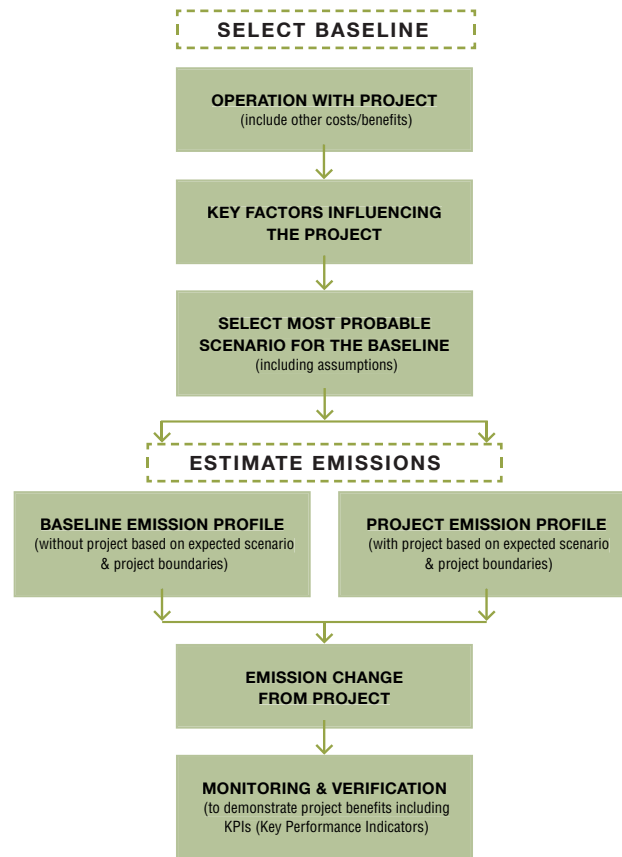 SELECT BASELINE
OPERATION WITH PROJECT
(include other costs/benefits)
KEY FACTORS INFLUENCING
THE PROJECT
SELECT MOST PROBABLE
SCENARIO FOR THE BASELINE
(including assumptions)
ESTIMATE EMISSIONS
BASELINE EMISSION PROFILE
(without project based on expected scenario
& project boundaries)
PROJECT EMISSION PROFILE
(with project based on expected scenario
& project boundaries)
EMISSION CHANGE
FROM PROJECT
MONITORING & VERIFICATION
(to demonstrate project benefits including
KPIs (Key Performance Indicators)